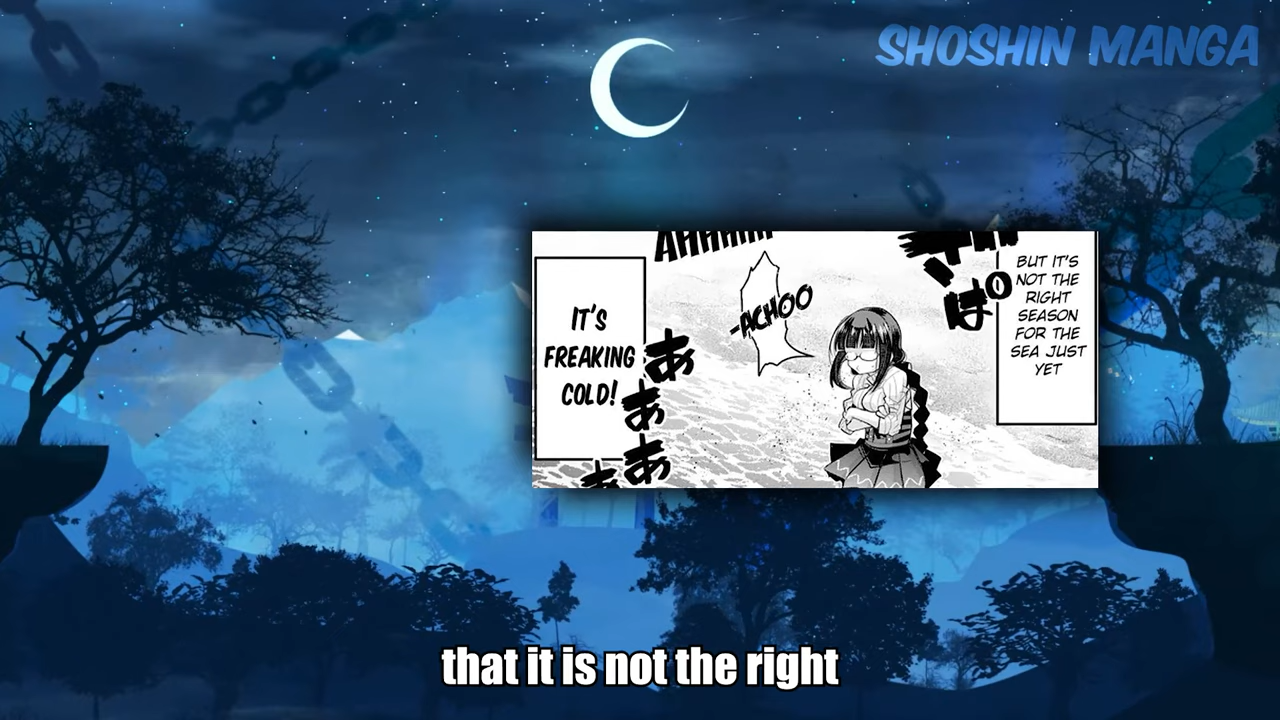 SHOSHIN MANGA
BUT IT'S
NOT THE
RIGHT
SEASON
FOR THE
SEA JUST
YET
-ACHOO
IT'S
FREAKING
COLD!
ああああ
that it is not the right